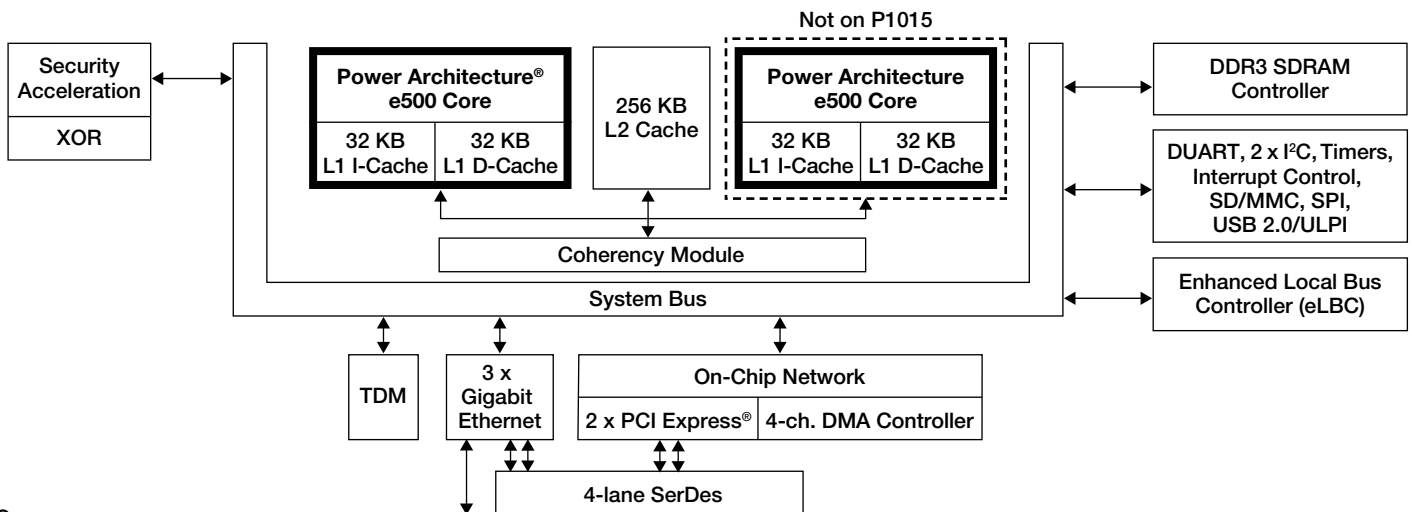 Not on P1015
Security
Acceleration
XOR
Power Architecture®
e500 Core
32 KB
L1 I-Cache
32 KB
L1 D-Cache
256 KB
L2 Cache
Power Architecture
e500 Core
32 KB
L1 I-Cache
32 KB
L1 D-Cache
DDR3 SDRAM
Controller
DUART, 2 x I²C, Timers,
Interrupt Control,
SD/MMC, SPI,
USB 2.0/ULPI
Enhanced Local Bus
Controller (eLBC)
Coherency Module
System Bus
TDM
3 x
Gigabit
Ethernet
On-Chip Network
2 x PCI Express®
4-ch. DMA Controller
4-lane SerDes